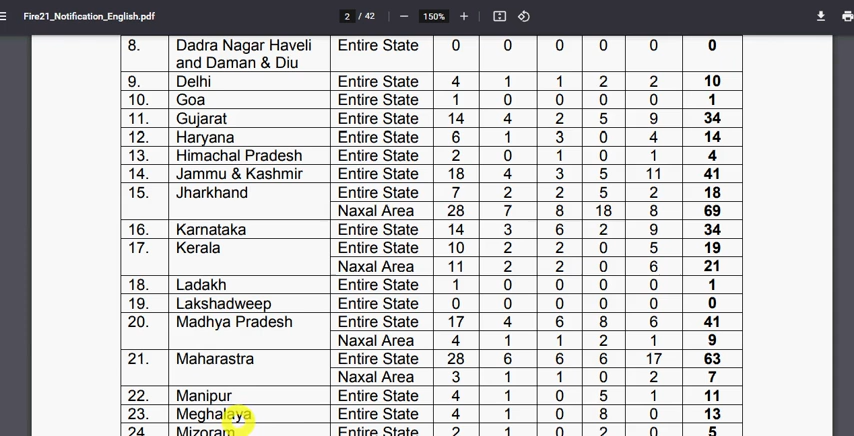 Fire21_Notification_English.pdf 2 / 42 150%
8. Dadra Nagar Haveli Entire State 0 0 0 0 0 0
and Daman & Diu
9. Delhi Entire State 4 1 1 2 2 10
10. Goa Entire State 1 0 0 0 0 1
11. Gujarat Entire State 14 4 2 5 9 34
12. Haryana Entire State 6 1 3 0 4 14
13. Himachal Pradesh Entire State 2 0 1 0 1 4
14. Jammu & Kashmir Entire State 18 4 3 5 11 41
15. Jharkhand Entire State 7 2 2 5 2 18
Naxal Area 28 7 8 18 8 69
16. Karnataka Entire State 14 3 6 2 9 34
17. Kerala Entire State 10 2 2 0 5 19
Naxal Area 11 2 2 0 6 21
18. Ladakh Entire State 1 0 0 0 0 1
19. Lakshadweep Entire State 0 0 0 0 0 0
20. Madhya Pradesh Entire State 17 4 6 8 6 41
Naxal Area 4 1 1 2 1 9
21. Maharastra Entire State 28 6 6 6 17 63
Naxal Area 3 1 1 0 2 7
22. Manipur Entire State 4 1 0 5 1 11
23. Meghalaya Entire State 4 1 0 8 0 13
24. Mizoram Entire State 2 1 0 2 0 5